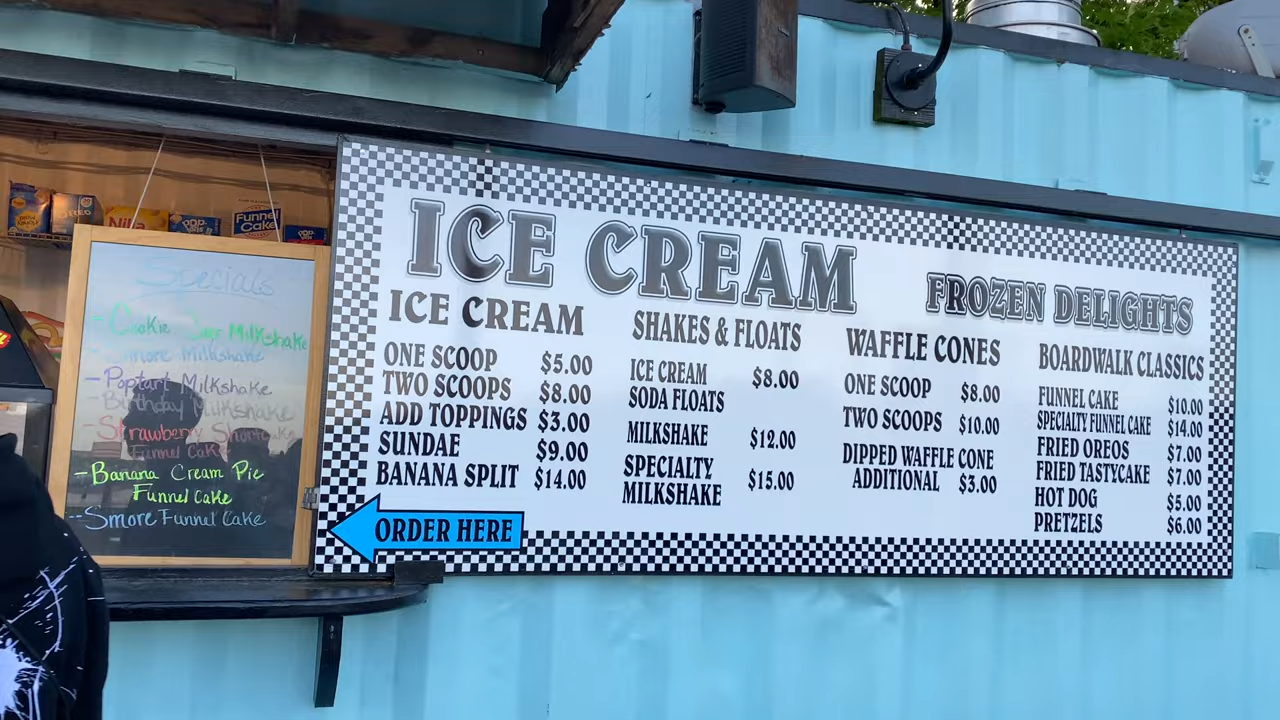 Funnel
Cake
Specials
- Cookie Jar Milkshake
- Smore Milkshake
- Poptart Milkshake
- Birthday Milkshake
- Strawberry Shortcake
Funnel Cake
- Banana Cream Pie
Funnel Cake
- Smore Funnel Cake
ICE CREAM
ICE CREAM
ONE SCOOP $5.00
TWO SCOOPS $8.00
ADD TOPPINGS $3.00
SUNDAE $9.00
BANANA SPLIT $14.00
ORDER HERE
SHAKES & FLOATS
ICE CREAM $8.00
SODA FLOATS
MILKSHAKE $12.00
SPECIALTY $15.00
MILKSHAKE
FROZEN DELIGHTS
WAFFLE CONES
ONE SCOOP $8.00
TWO SCOOPS $10.00
DIPPED WAFFLE CONE
ADDITIONAL $3.00
BOARDWALK CLASSICS
FUNNEL CAKE $10.00
SPECIALTY FUNNEL CAKE $14.00
FRIED OREOS $7.00
FRIED TASTYCAKE $7.00
HOT DOG $5.00
PRETZELS $6.00